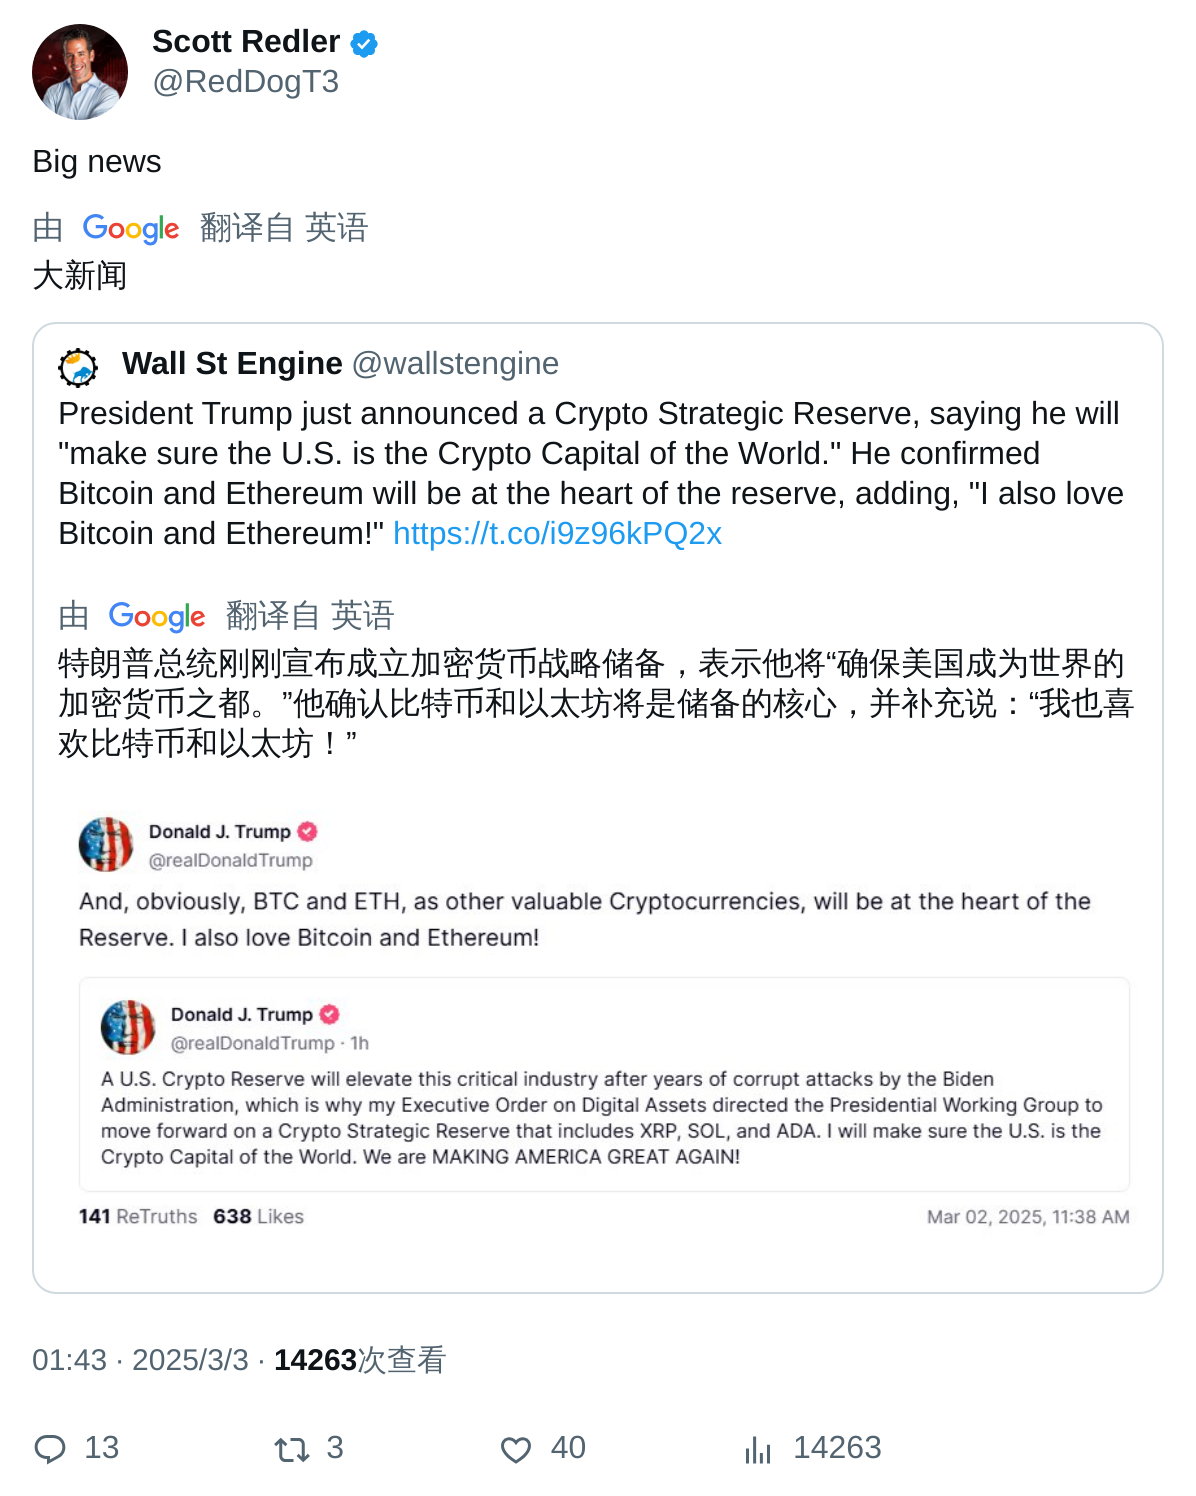 Scott Redler
@RedDogT3
Big news
由 Google 翻译自 英语
大新闻
Wall St Engine @wallstengine
President Trump just announced a Crypto Strategic Reserve, saying he will
"make sure the U.S. is the Crypto Capital of the World." He confirmed
Bitcoin and Ethereum will be at the heart of the reserve, adding, "I also love
Bitcoin and Ethereum!" https://t.co/i9z96kPQ2x
由 Google 翻译自 英语
特朗普总统刚刚宣布成立加密货币战略储备，表示他将“确保美国成为世界的
加密货币之都。”他确认比特币和以太坊将是储备的核心，并补充说：“我也喜
欢比特币和以太坊！”
Donald J. Trump
@realDonaldTrump
And, obviously, BTC and ETH, as other valuable Cryptocurrencies, will be at the heart of the
Reserve. I also love Bitcoin and Ethereum!
Donald J. Trump
@realDonaldTrump · 1h
A U.S. Crypto Reserve will elevate this critical industry after years of corrupt attacks by the Biden
Administration, which is why my Executive Order on Digital Assets directed the Presidential Working Group to
move forward on a Crypto Strategic Reserve that includes XRP, SOL, and ADA. I will make sure the U.S. is the
Crypto Capital of the World. We are MAKING AMERICA GREAT AGAIN!
141 ReTruths 638 Likes Mar 02, 2025, 11:38 AM
01:43 · 2025/3/3 · 14263次查看
13 3 40 14263